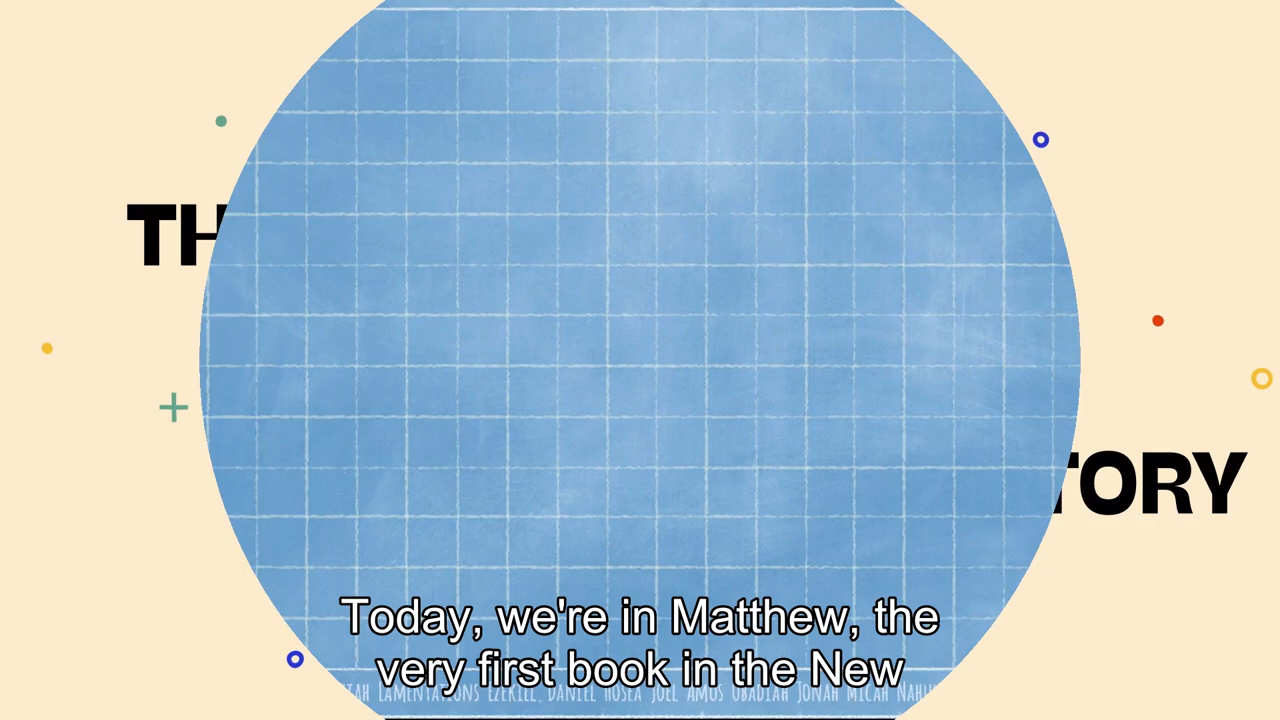 TH
TORY
Today, we're in Matthew, the
very first book in the New
LAMENTATIONS EZEKIEL DANIEL HOSEA JOEL AMOS OBADIAH JONAH MICAH